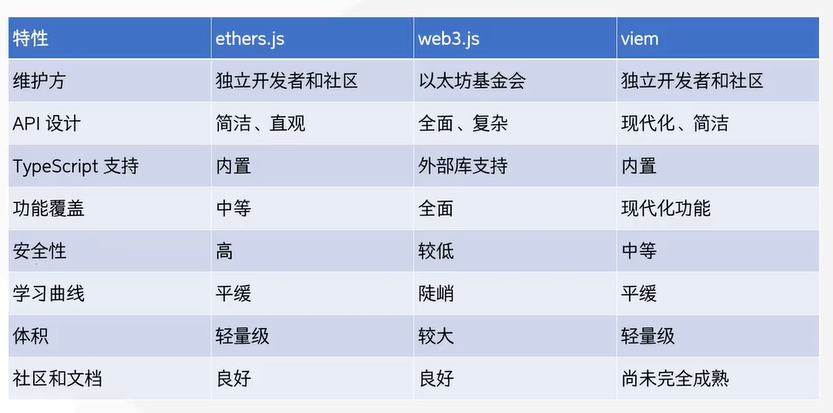 特性 ethers.js web3.js viem
维护方 独立开发者和社区 以太坊基金会 独立开发者和社区
API 设计 简洁、直观 全面、复杂 现代化、简洁
TypeScript 支持 内置 外部库支持 内置
功能覆盖 中等 全面 现代化功能
安全性 高 较低 中等
学习曲线 平缓 陡峭 平缓
体积 轻量级 较大 轻量级
社区和文档 良好 良好 尚未完全成熟